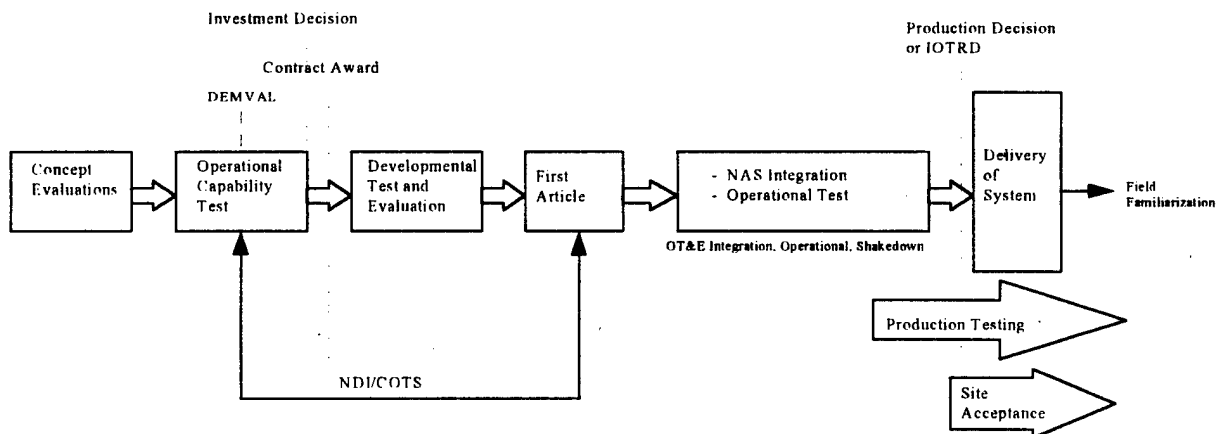 Investment Decision
Contract Award
DEMVAL
Production Decision
or IOTRD
Concept
Evaluations
Operational
Capability
Test
Developmental
Test and
Evaluation
First
Article
- NAS Integration
- Operational Test
Delivery
of
System
Field
Familiarization
OT&E Integration, Operational, Shakedown
Production Testing
NDI/COTS
Site
Acceptance